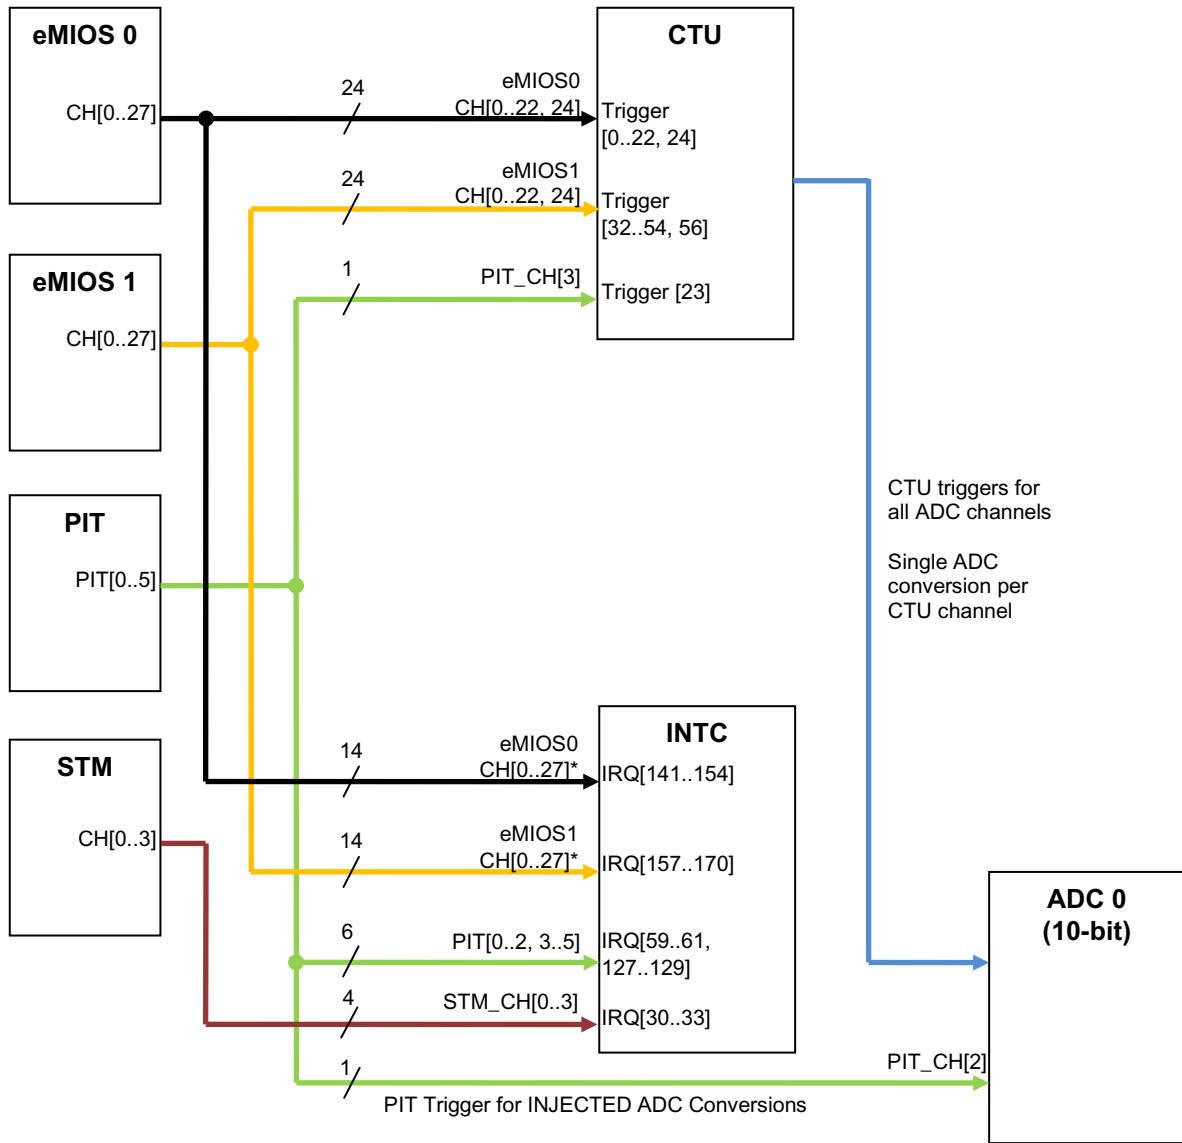 eMIOS 0
CH[0..27]
eMIOS 1
CH[0..27]
PIT
PIT[0..5]
STM
CH[0..3]
24
eMIOS0
CH[0..22, 24]
24
eMIOS1
CH[0..22, 24]
1
PIT_CH[3]
CTU
Trigger
[0..22, 24]
Trigger
[32..54, 56]
Trigger [23]
CTU triggers for
all ADC channels
Single ADC
conversion per
CTU channel
14
eMIOS0
CH[0..27]*
14
eMIOS1
CH[0..27]*
6
PIT[0..2, 3..5]
4
STM_CH[0..3]
INTC
IRQ[141..154]
IRQ[157..170]
IRQ[59..61,
127..129]
IRQ[30..33]
ADC 0
(10-bit)
1
PIT_CH[2]
PIT Trigger for INJECTED ADC Conversions